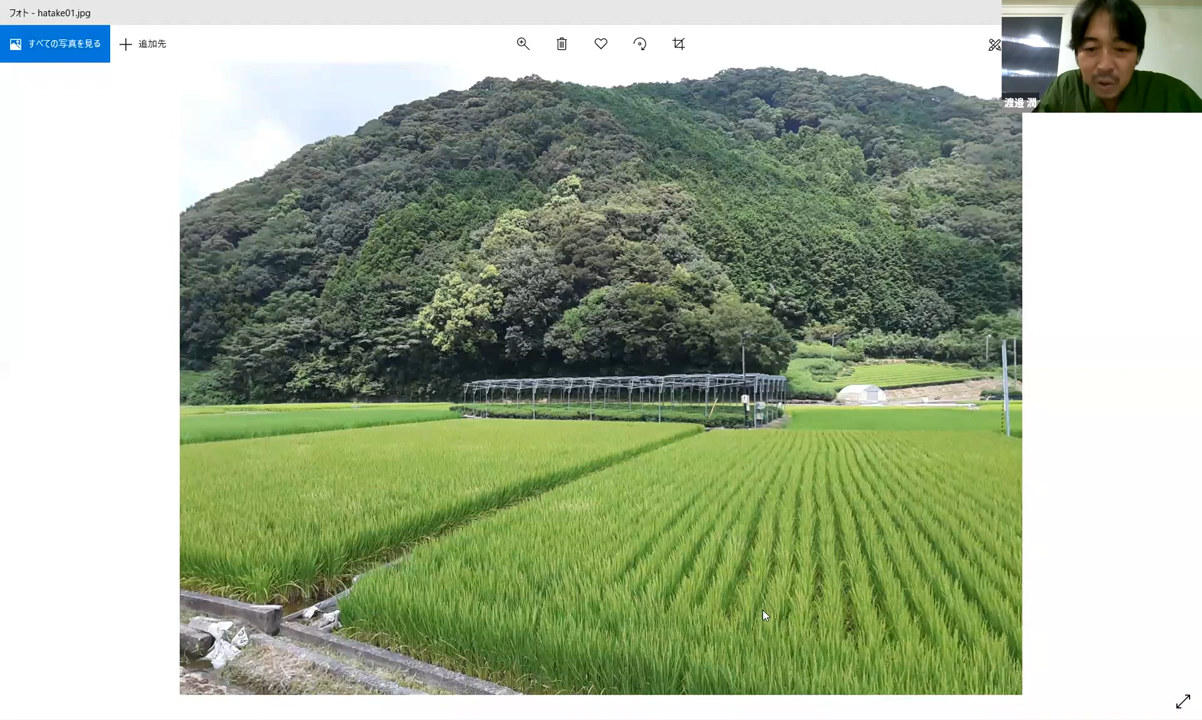 フォト - hatake01.jpg
すべての写真を見る
追加先
渡邉 潤